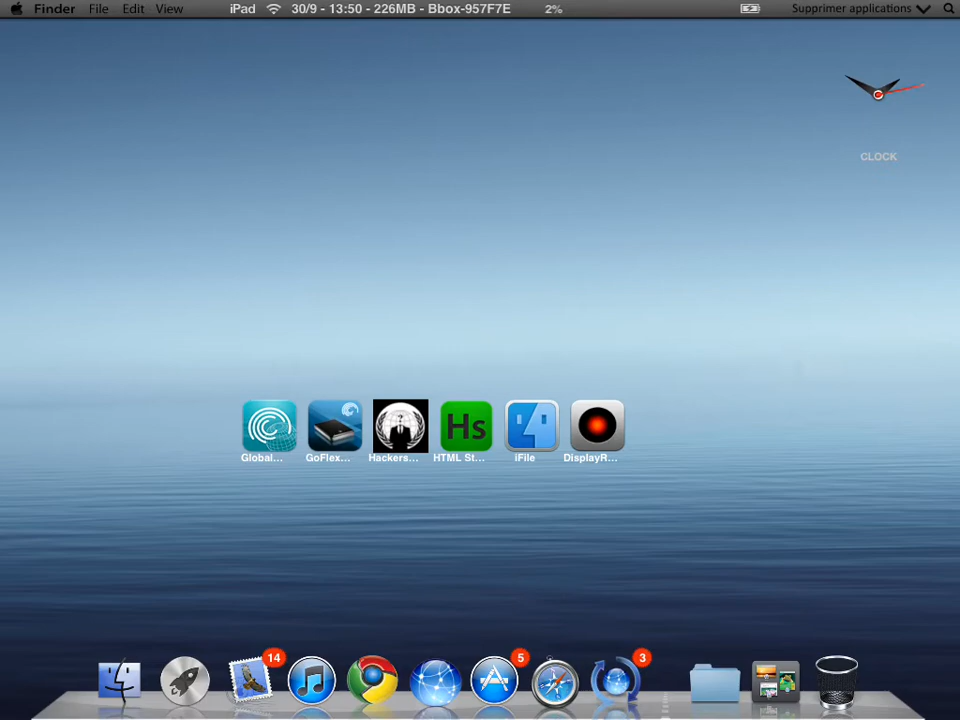 Finder File Edit View iPad 30/9 - 13:50 - 226MB - Bbox-957F7E 2% Supprimer applications
CLOCK
Hs
Global... GoFlex... Hackers... HTML St... iFile DisplayR...
14 5 3